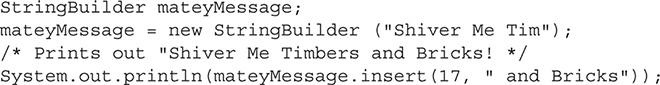 StringBuilder mateyMessage;
mateyMessage = new StringBuilder ("Shiver Me Tim");
/* Prints out "Shiver Me Timbers and Bricks! */
System.out.println(mateyMessage.insert(17, " and Bricks"));